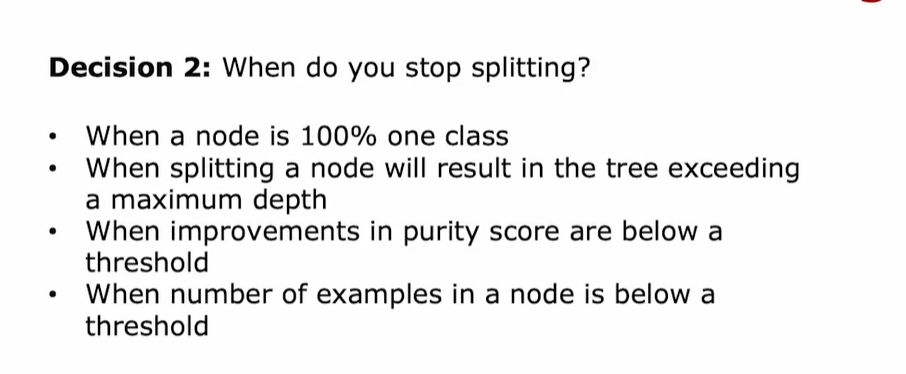 Decision 2: When do you stop splitting?
• When a node is 100% one class
• When splitting a node will result in the tree exceeding
a maximum depth
• When improvements in purity score are below a
threshold
• When number of examples in a node is below a
threshold